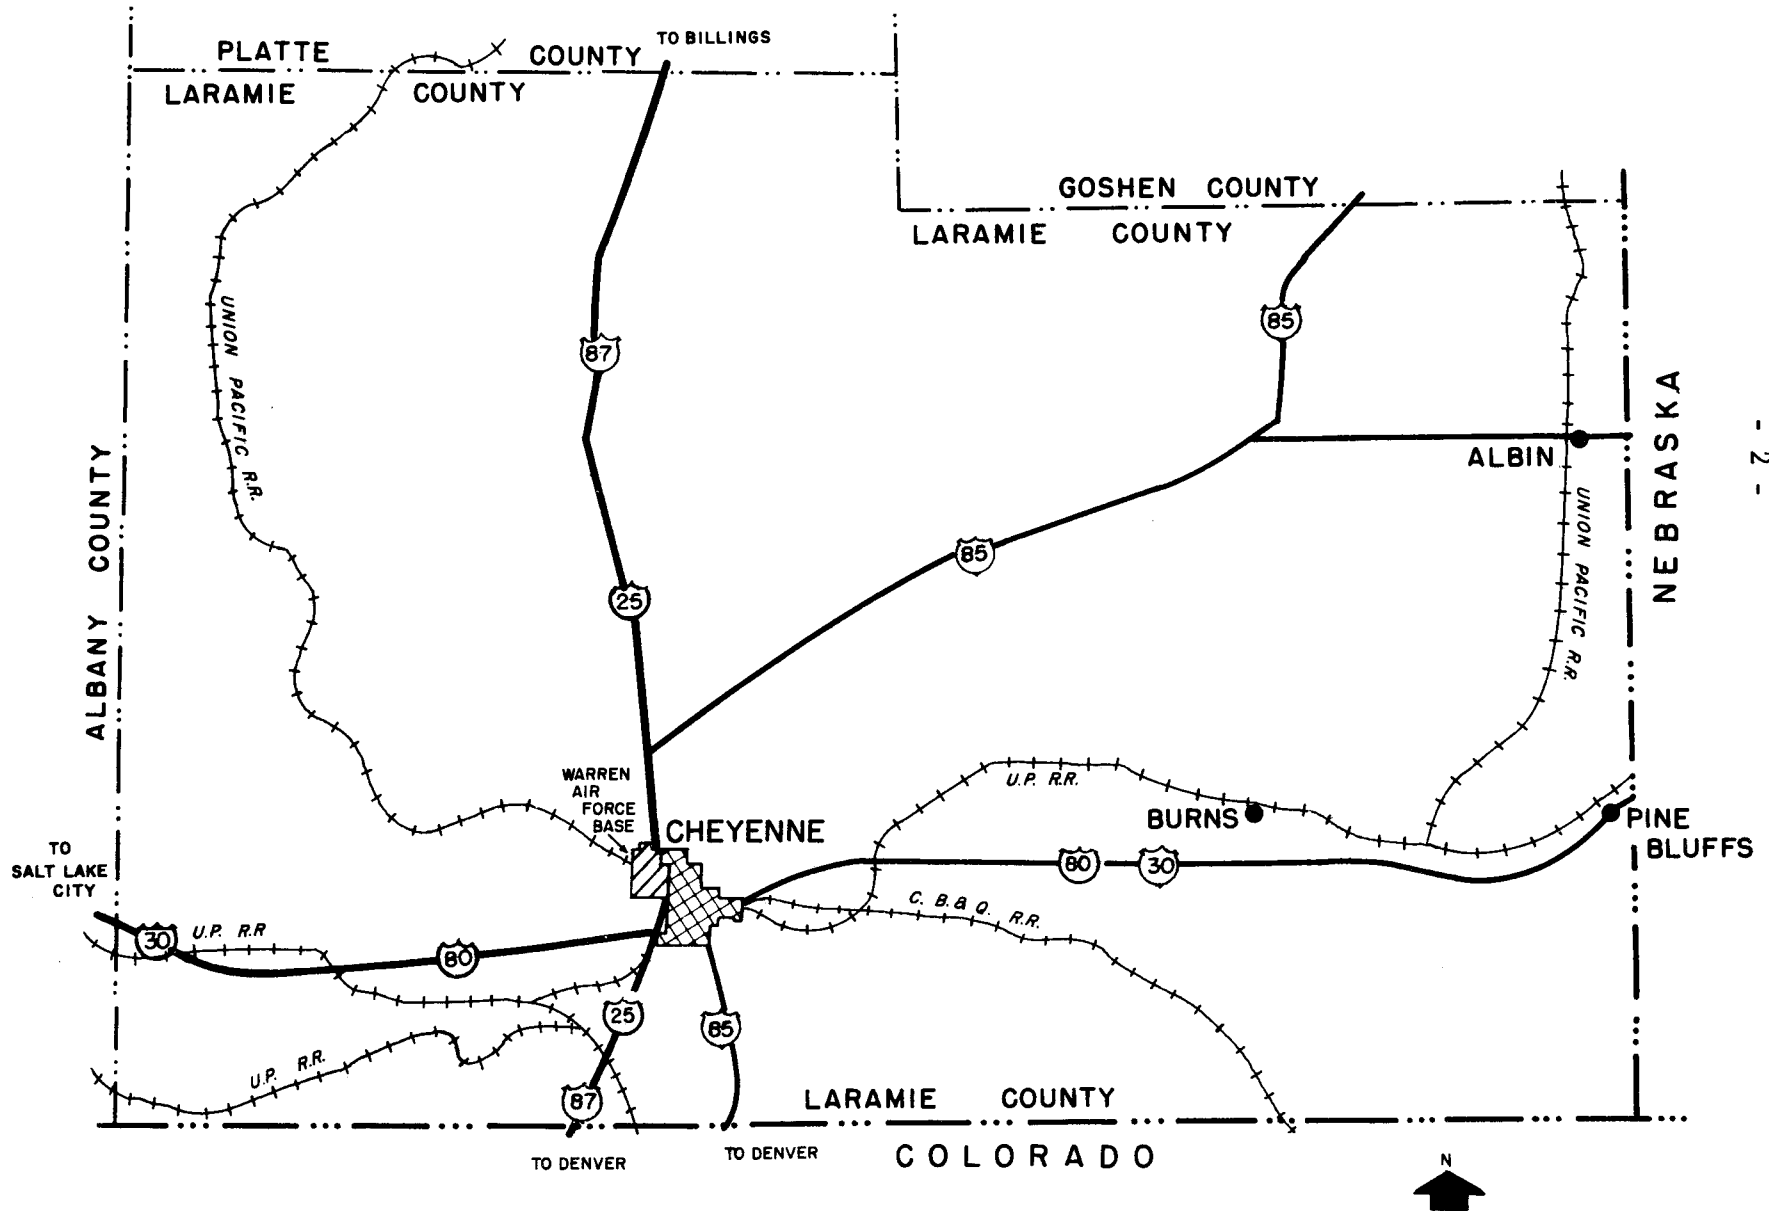 TO BILLINGS
PLATTE COUNTY
LARAMIE COUNTY
GOSHEN COUNTY
LARAMIE COUNTY
85
UNION PACIFIC R.R.
87
NEBRASKA
- 2 -
ALBIN
ALBANY COUNTY
85
UNION PACIFIC R.R.
25
WARREN
AIR
FORCE
BASE
CHEYENNE
U.P. R.R.
BURNS
PINE
BLUFFS
TO
SALT LAKE
CITY
80
30
C. B.&Q. R.R.
30
U.P. R.R
80
25
85
U.P. R.R.
87
LARAMIE COUNTY
TO DENVER
TO DENVER
COLORADO
N